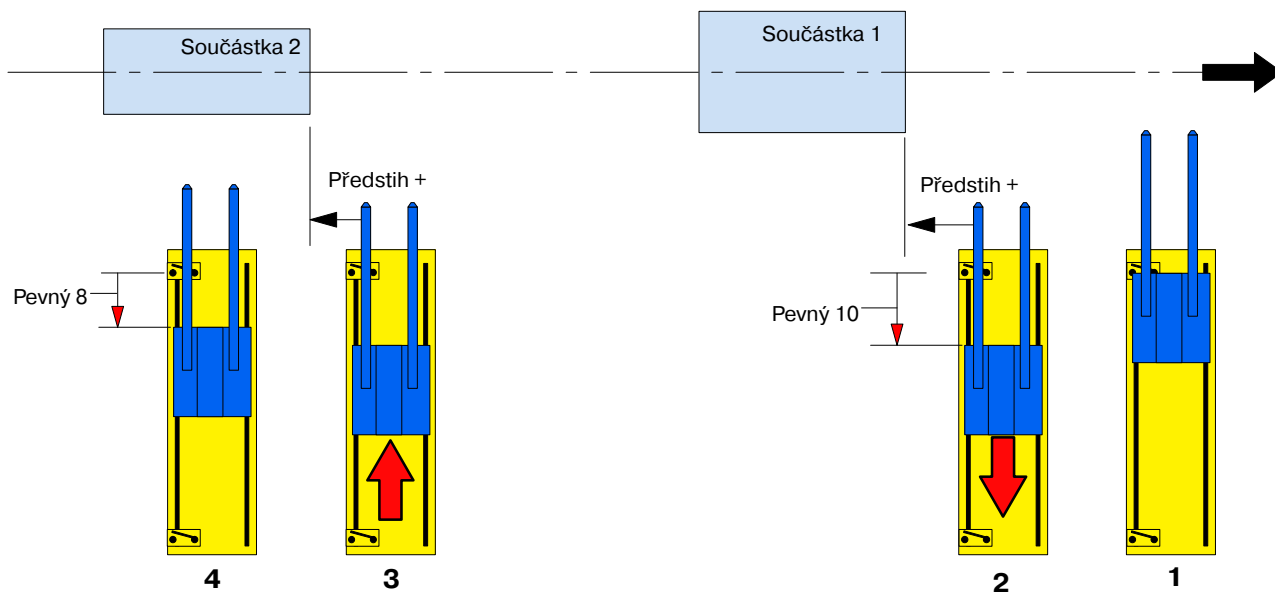 Součástka 2
Součástka 1
Předstih +
Předstih +
Pevný 8
Pevný 10
4
3
2
1